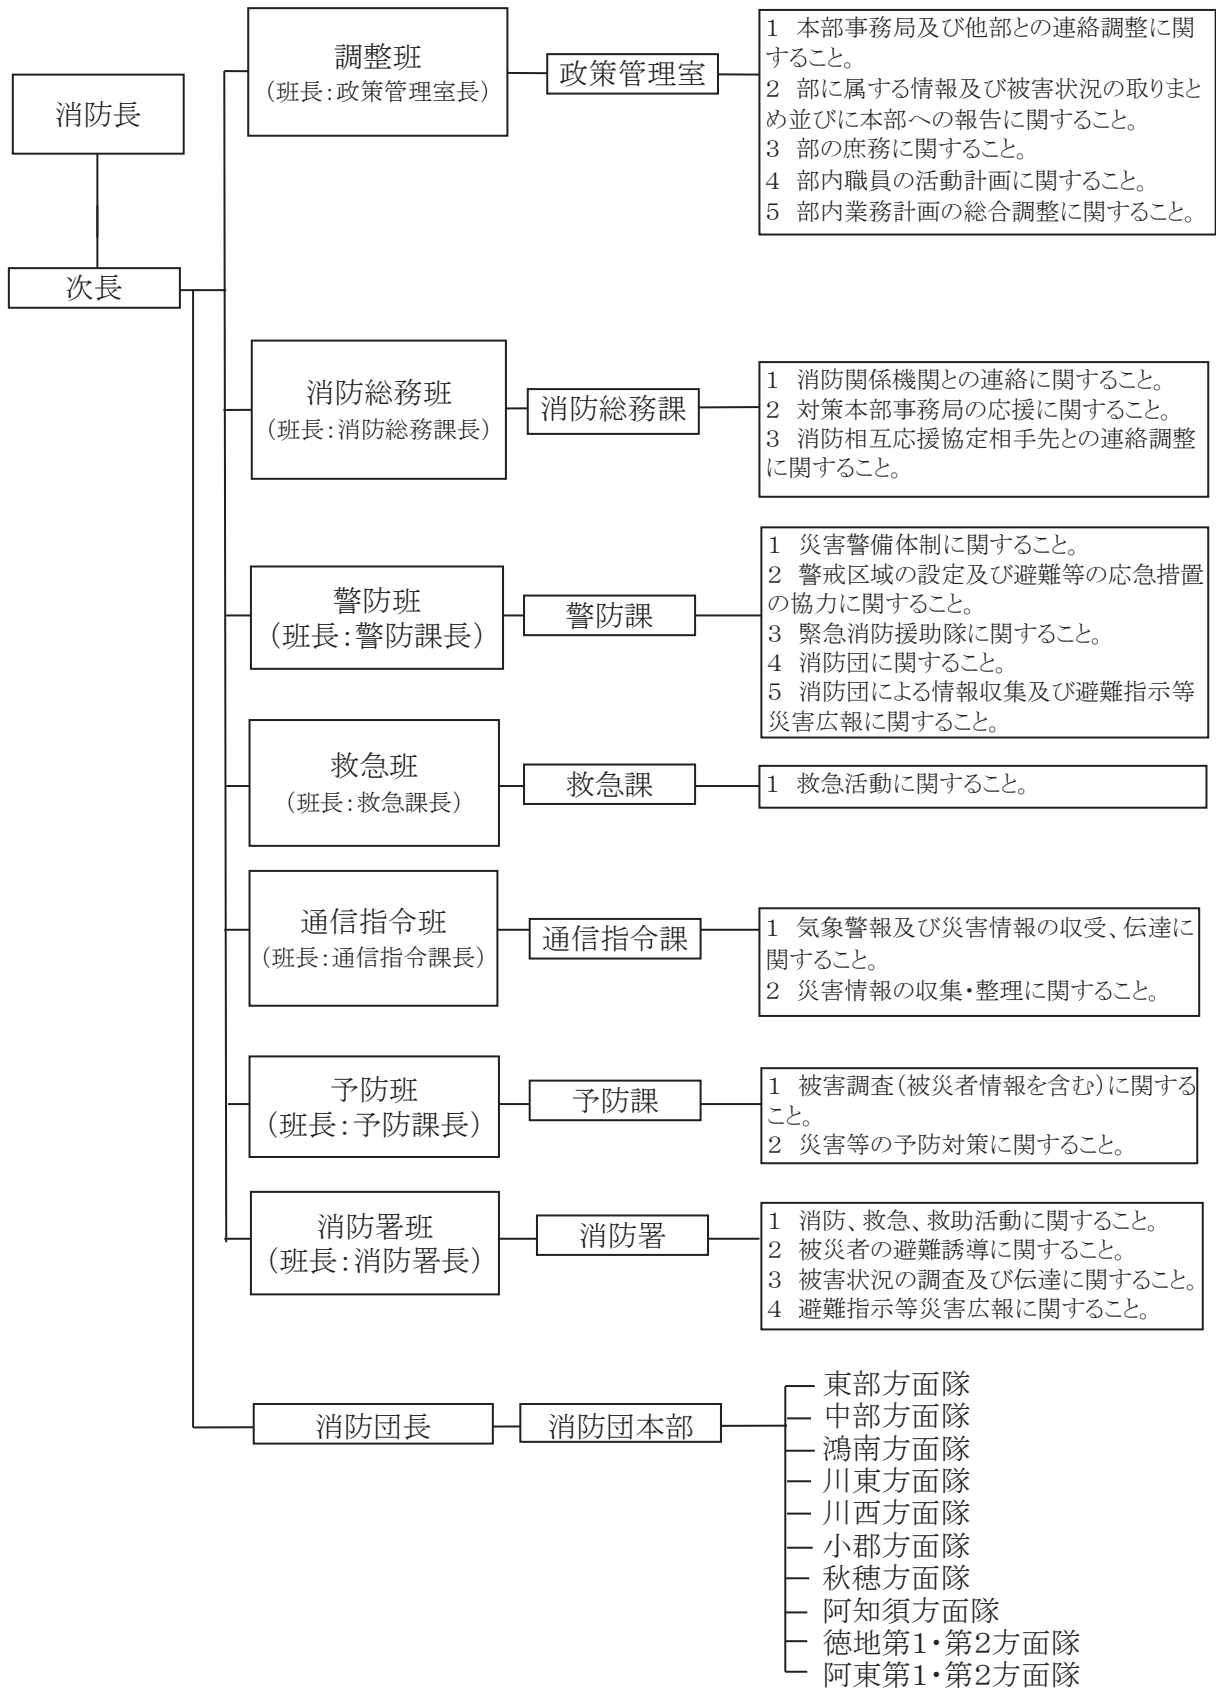 消防長
次長
調整班
(班長：政策管理室長)
政策管理室
1　本部事務局及び他部との連絡調整に関
すること。
2　部に属する情報及び被害状況の取りまと
め並びに本部への報告に関すること。
3　部の庶務に関すること。
4　部内職員の活動計画に関すること。
5　部内業務計画の総合調整に関すること。
消防総務班
(班長：消防総務課長)
消防総務課
1　消防関係機関との連絡に関すること。
2　対策本部事務局の応援に関すること。
3　消防相互応援協定相手先との連絡調整
に関すること。
警防班
(班長：警防課長)
警防課
1　災害警備体制に関すること。
2　警戒区域の設定及び避難等の応急措置
の協力に関すること。
3　緊急消防援助隊に関すること。
4　消防団に関すること。
5　消防団による情報収集及び避難指示等
災害広報に関すること。
救急班
(班長：救急課長)
救急課
1　救急活動に関すること。
通信指令班
(班長：通信指令課長)
通信指令課
1　気象警報及び災害情報の収受、伝達に
関すること。
2　災害情報の収集・整理に関すること。
予防班
(班長：予防課長)
予防課
1　被害調査(被災者情報を含む)に関する
こと。
2　災害等の予防対策に関すること。
消防署班
(班長：消防署長)
消防署
1　消防、救急、救助活動に関すること。
2　被災者の避難誘導に関すること。
3　被害状況の調査及び伝達に関すること。
4　避難指示等災害広報に関すること。
消防団長
消防団本部
東部方面隊
中部方面隊
鴻南方面隊
川東方面隊
川西方面隊
小郡方面隊
秋穂方面隊
阿知須方面隊
徳地第1・第2方面隊
阿東第1・第2方面隊